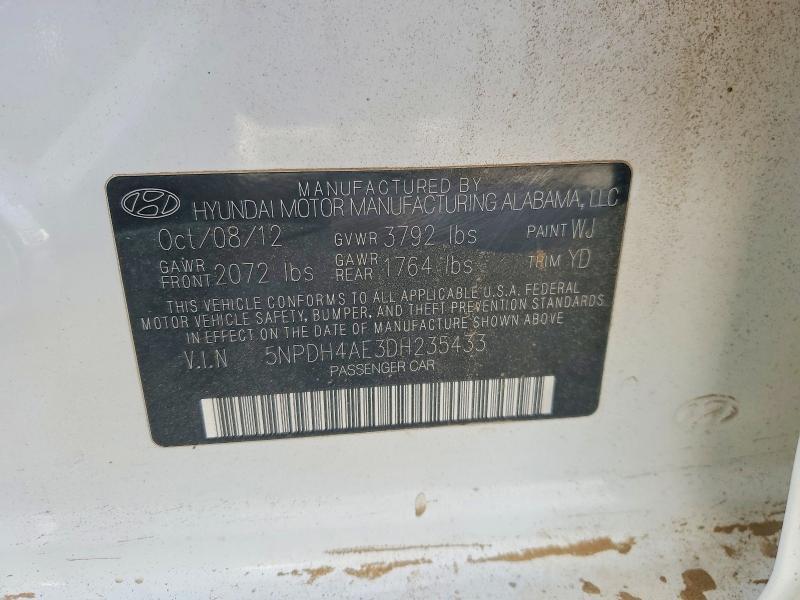 MANUFACTURED BY
HYUNDAI MOTOR MANUFACTURING ALABAMA, LLC
Oct/08/12 GVWR 3792 lbs PAINT WJ
GAWR FRONT 2072 lbs GAWR REAR 1764 lbs TRIM YD
THIS VEHICLE CONFORMS TO ALL APPLICABLE U.S.A. FEDERAL
MOTOR VEHICLE SAFETY, BUMPER, AND THEFT PREVENTION STANDARDS
IN EFFECT ON THE DATE OF MANUFACTURE SHOWN ABOVE
V.I.N 5NPDH4AE3DH235433
PASSENGER CAR